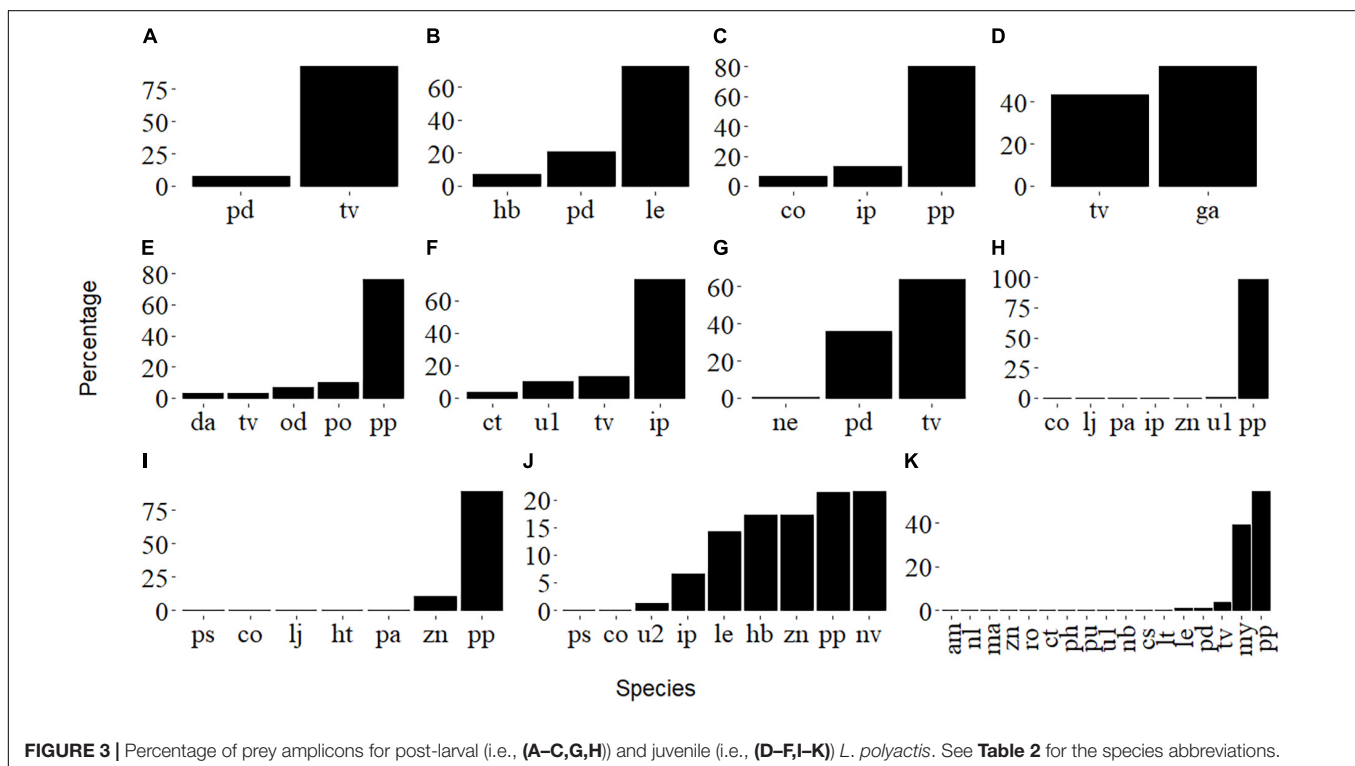 A
B
C
D
75
50
25
0
pd tv
60
40
20
0
hb pd le
80
60
40
20
0
co ip pp
40
20
0
tv ga
E
F
G
H
80
60
40
20
0
da tv od po pp
60
40
20
0
ct u1 tv ip
60
40
20
0
ne pd tv
100
75
50
25
0
co lj pa ip zn u1 pp
Percentage
I
J
K
75
50
25
0
ps co lj ht pa zn pp
20
15
10
5
0
ps co u2 ip le hb zn pp nv
40
20
0
am nl ma zn ro ct ph pu u1 nb cs lt le pd tv my pp
Species
FIGURE 3 | Percentage of prey amplicons for post-larval (i.e., (A–C,G,H)) and juvenile (i.e., (D–F,I–K)) L. polyactis. See Table 2 for the species abbreviations.